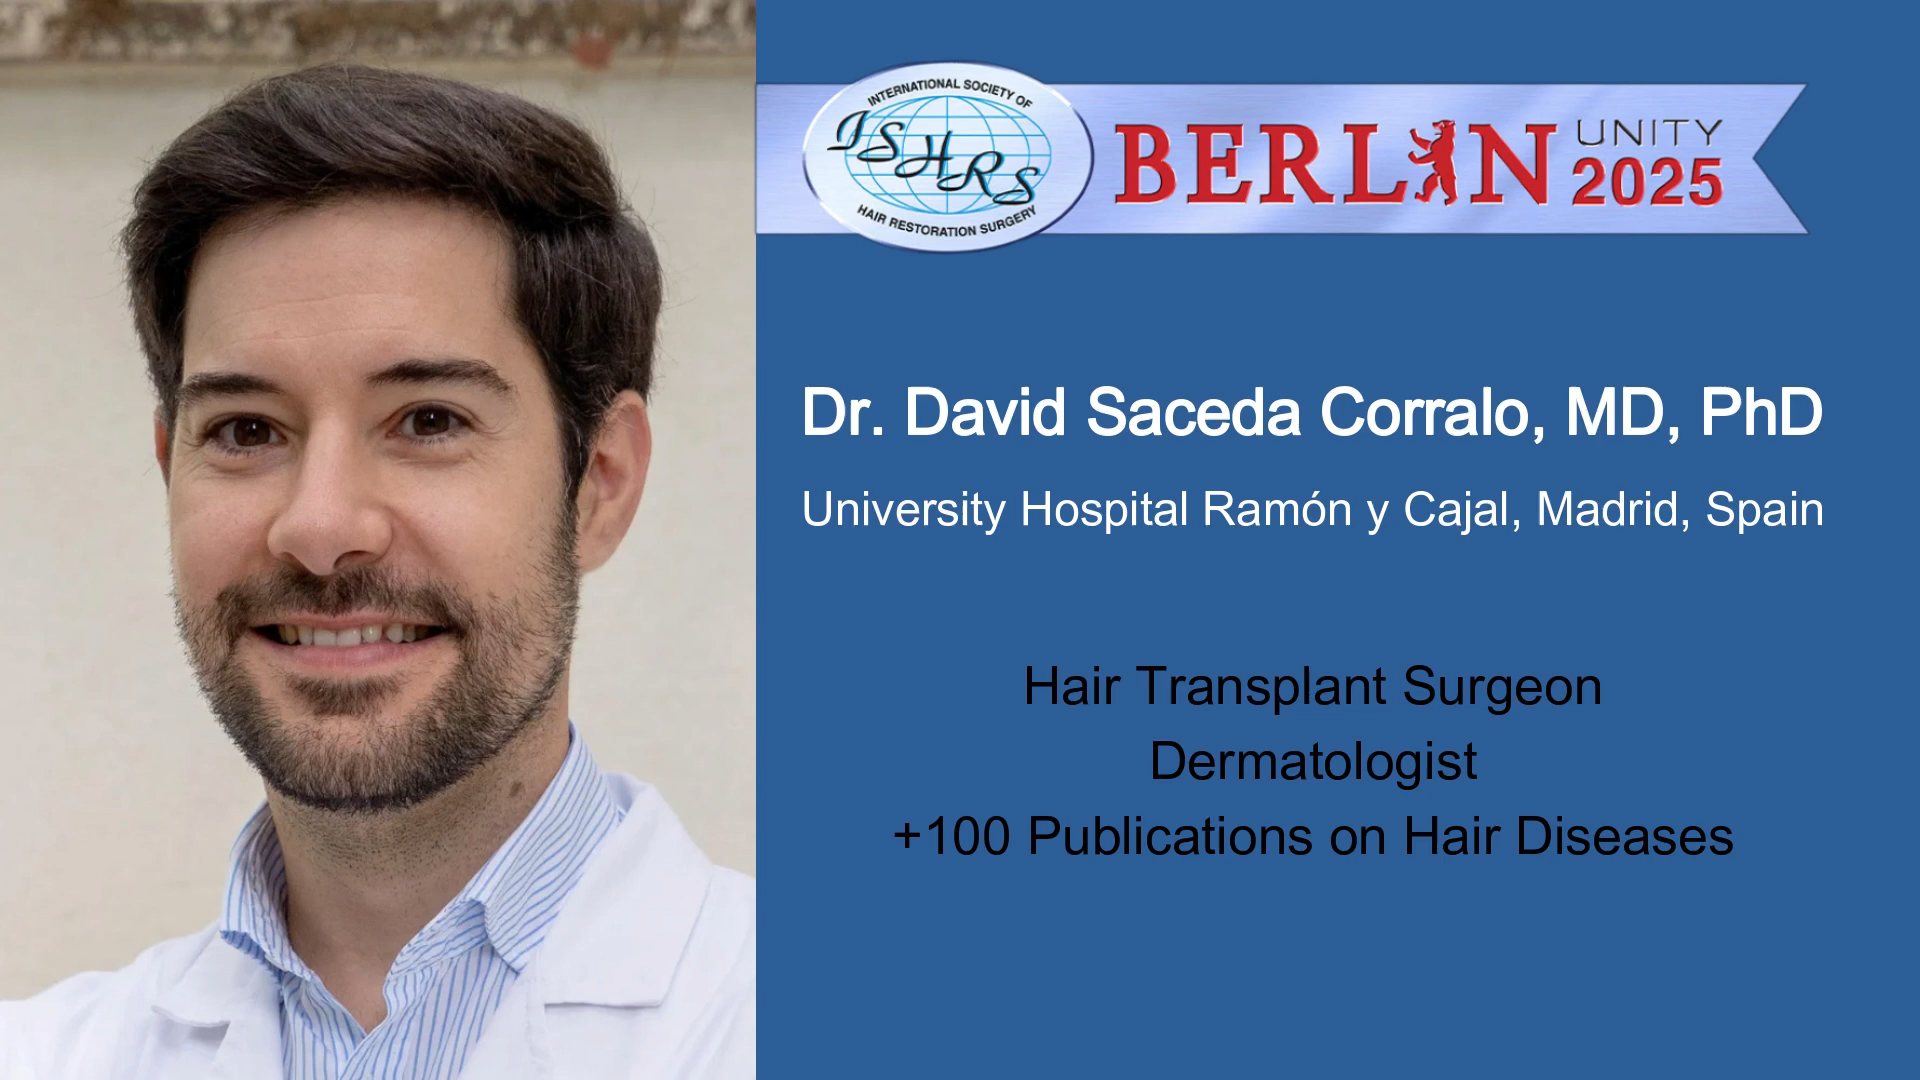 INTERNATIONAL SOCIETY OF
ISHRS
HAIR RESTORATION SURGERY
BERLIN
UNITY
2025
Dr. David Saceda Corralo, MD, PhD
University Hospital Ramón y Cajal, Madrid, Spain
Hair Transplant Surgeon
Dermatologist
+100 Publications on Hair Diseases